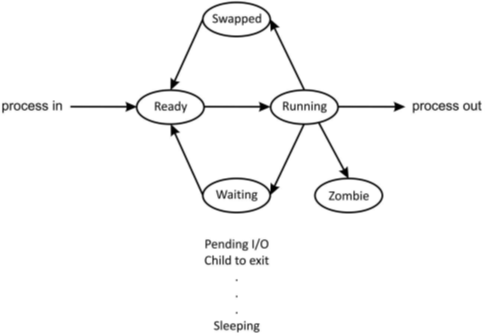 Swapped
process in
Ready
Running
process out
Waiting
Zombie
Pending I/O
Child to exit
.
.
.
Sleeping